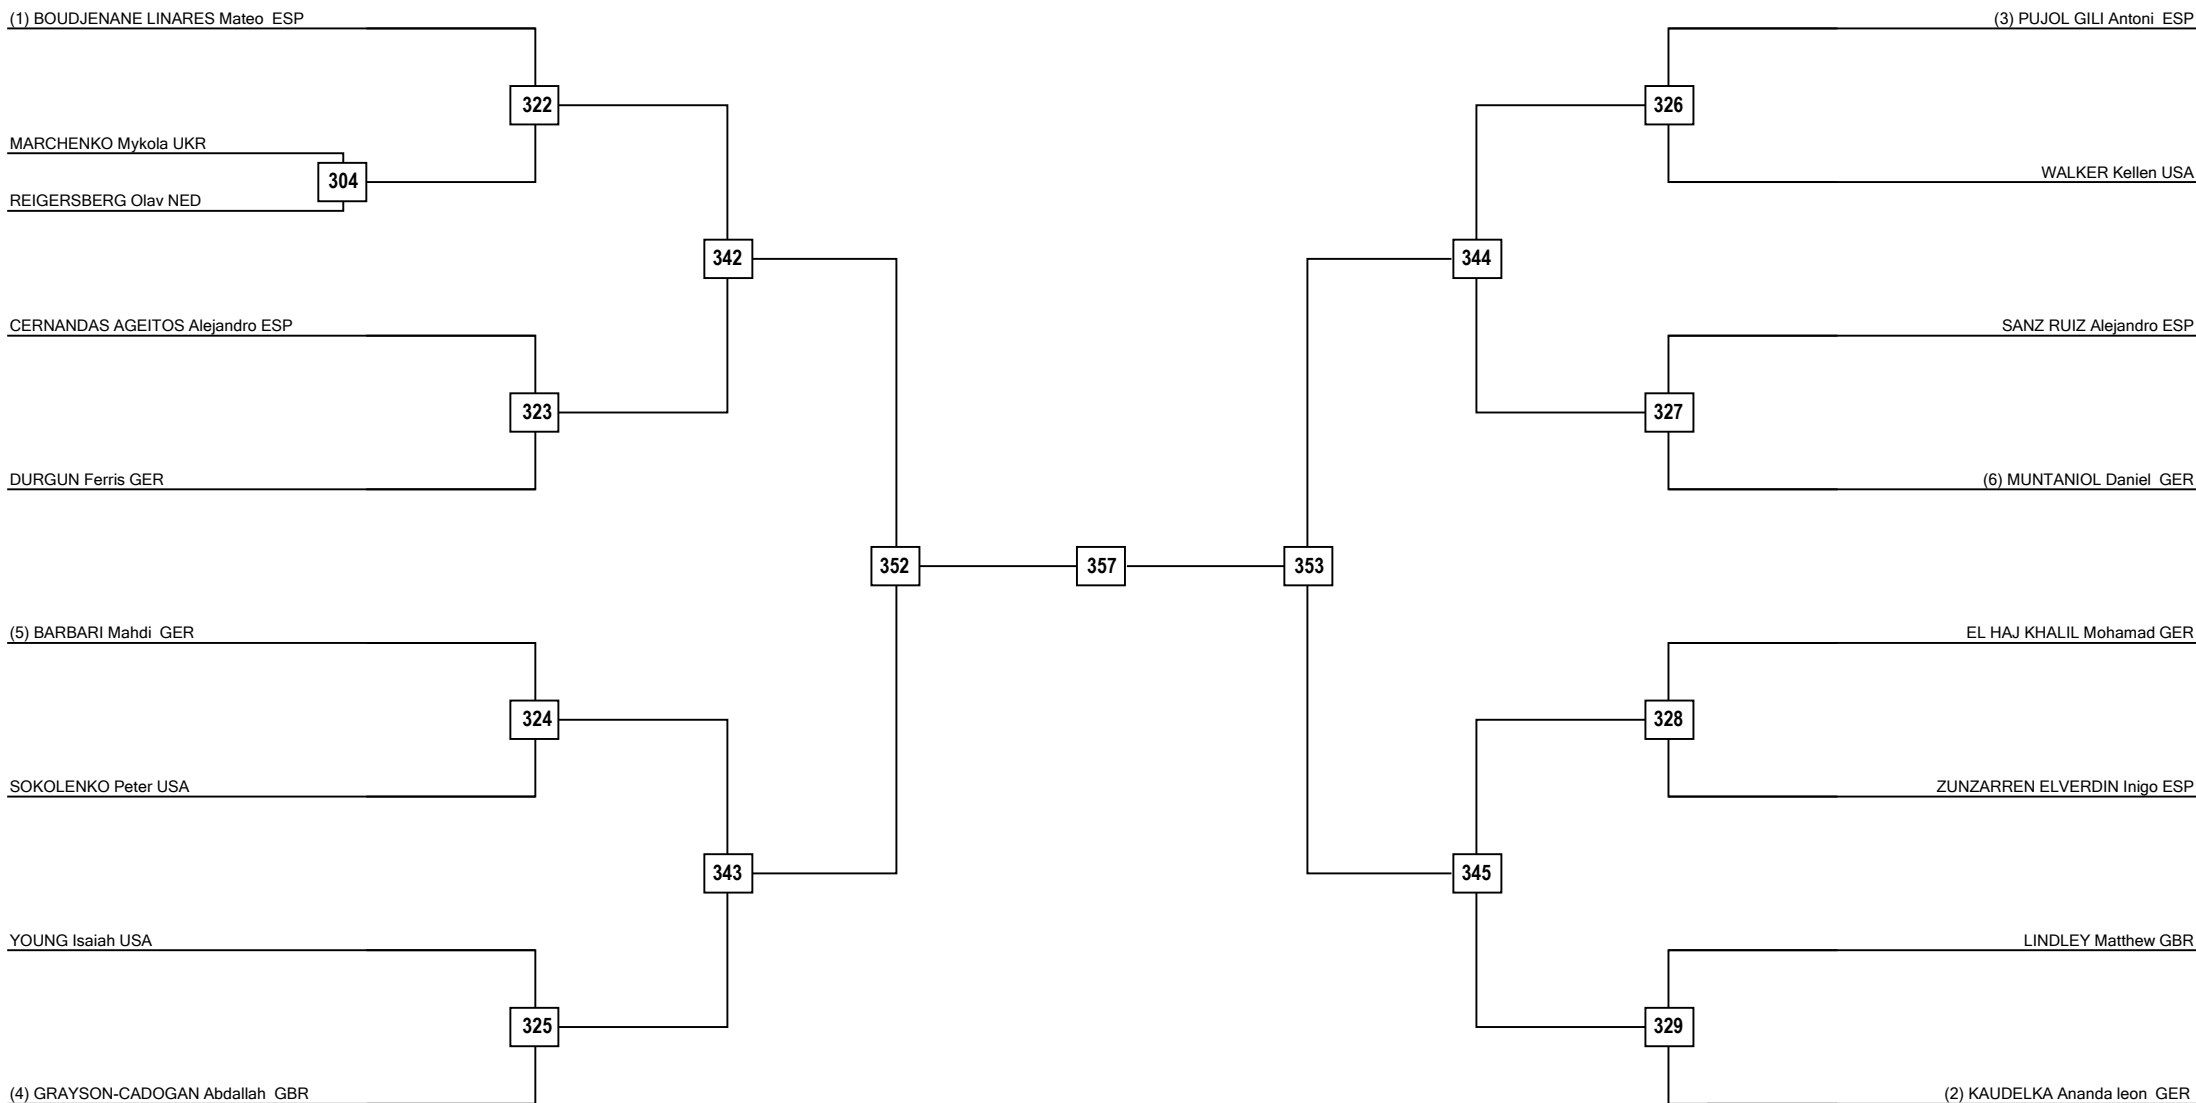 (1) BOUDJENANE LINARES Mateo  ESP
(3) PUJOL GILI Antoni  ESP
322
326
MARCHENKO Mykola UKR
304
WALKER Kellen USA
REIGERSBERG Olav NED
342
344
CERNANDAS AGEITOS Alejandro ESP
SANZ RUIZ Alejandro ESP
323
327
DURGUN Ferris GER
(6) MUNTANIOL Daniel  GER
352
357
353
(5) BARBARI Mahdi  GER
EL HAJ KHALIL Mohamad GER
324
328
SOKOLENKO Peter USA
ZUNZARREN ELVERDIN Inigo ESP
343
345
YOUNG Isaiah USA
LINDLEY Matthew GBR
325
329
(4) GRAYSON-CADOGAN Abdallah  GBR
(2) KAUDELKA Ananda leon  GER